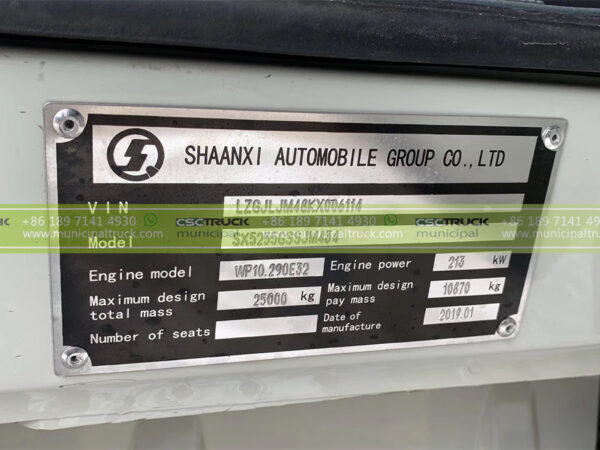 SHAANXI AUTOMOBILE GROUP CO.,LTD
VIN
+86 189 7141 4930 CSCTRUCK +86 189 7141 4930 CSCTRUCK +86 189 7141 4930
www.municipaltruck.com municipal www.municipaltruck.com municipal www.municipaltruck.com
Model
Engine model WP10.290E32 Engine power 213 kW
Maximum design total mass 25000 kg Maximum design pay mass 10870 kg
Number of seats Date of manufacture 2019.01